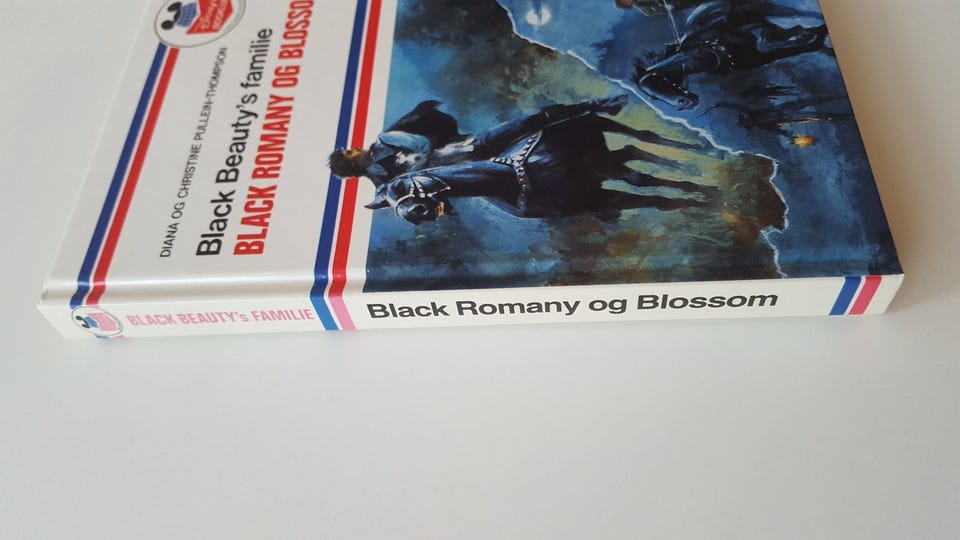 DIANA OG CHRISTINE PULLEIN-THOMPSON
Black Beauty's familie
BLACK ROMANY OG BLOSSO
BLACK BEAUTY's FAMILIE
Black Romany og Blossom